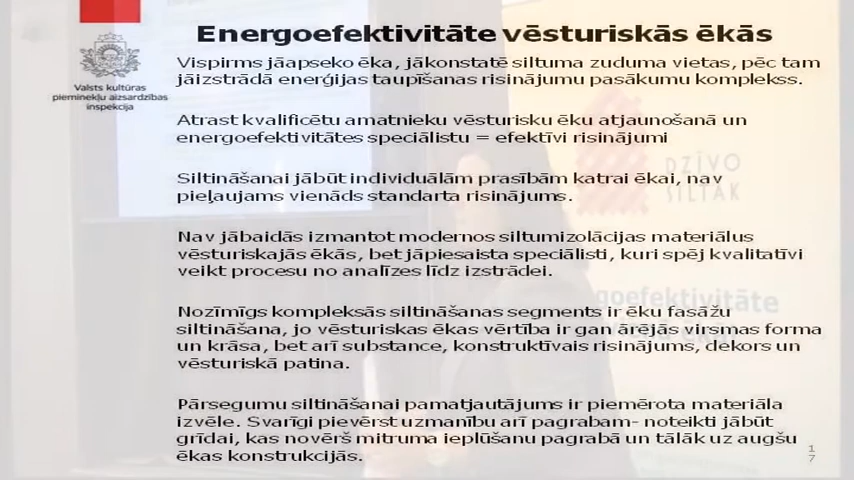 Energoefektivitāte vēsturiskās ēkās
Valsts kultūras
pieminekļu aizsardzības
inspekcija
Vispirms jāapseko ēka, jākonstatē siltuma zuduma vietas, pēc tam
jāizstrādā enerģijas taupīšanas risinājumu pasākumu komplekss.
Atrast kvalificētu amatnieku vēsturisku ēku atjaunošanā un
energoefektivitātes speciālistu = efektīvi risinājumi
Siltināšanai jābūt individuālām prasībām katrai ēkai, nav
pieļaujams vienāds standarta risinājums.
Nav jābaidās izmantot modernos siltumizolācijas materiālus
vēsturiskajās ēkās, bet jāpiesaista speciālisti, kuri spēj kvalitatīvi
veikt procesu no analīzes līdz izstrādei.
Nozīmīgs kompleksās siltināšanas segments ir ēku fasāžu
siltināšana, jo vēsturiskas ēkas vērtība ir gan ārējās virsmas forma
un krāsa, bet arī substance, konstruktīvais risinājums, dekors un
vēsturiskā patina.
Pārsegumu siltināšanai pamatjautājums ir piemērota materiāla
izvēle. Svarīgi pievērst uzmanību arī pagrabam- noteikti jābūt
grīdai, kas novērš mitruma ieplūšanu pagrabā un tālāk uz augšu
ēkas konstrukcijās.
DZĪVO
SILTĀK
goefektivitāte
17